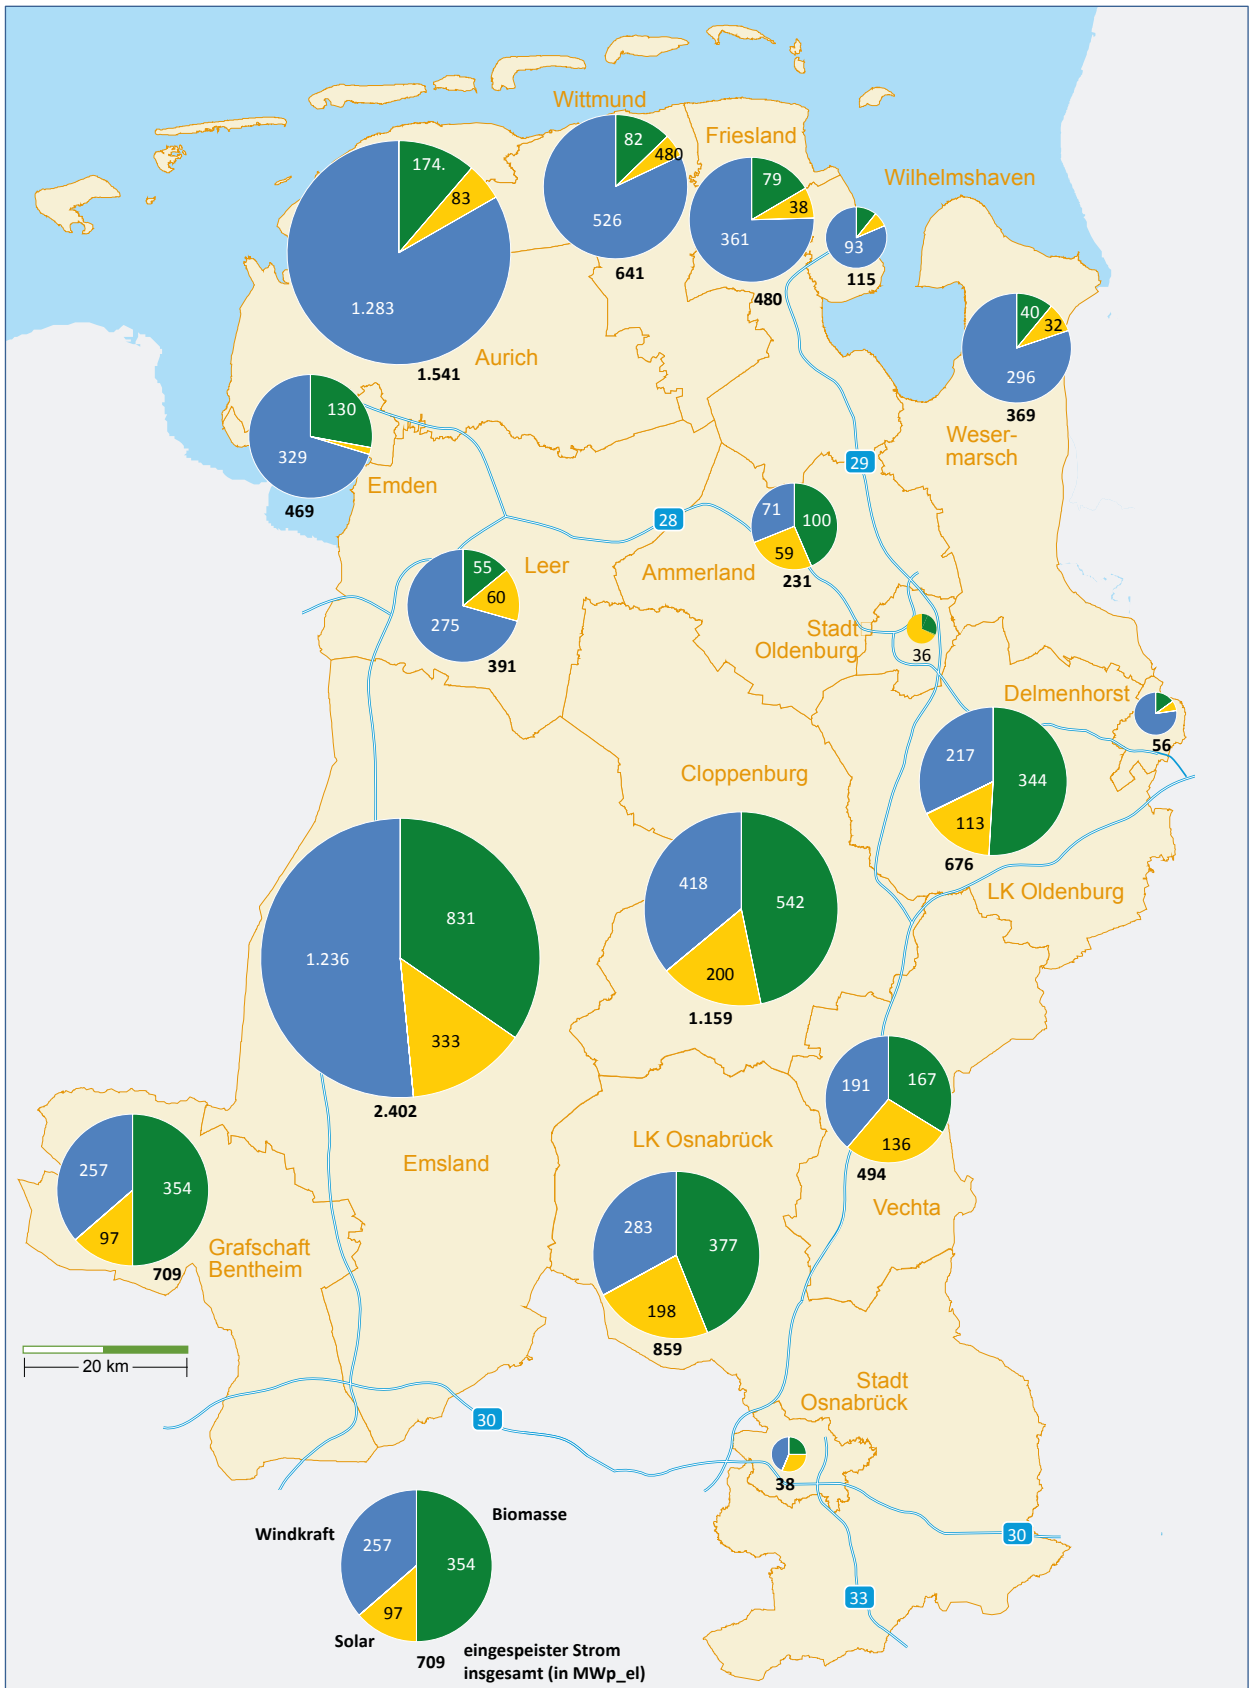 Wittmund
82
480
526
641
Friesland
79
38
361
480
Wilhelmshaven
93
115
174.
83
1.283
1.541
Aurich
40
32
296
369
Weser-
marsch
130
329
469
Emden
29
28
71
100
59
231
Ammerland
55
60
275
391
Leer
Stadt
Oldenburg
36
Delmenhorst
56
217
344
113
676
LK Oldenburg
Cloppenburg
418
542
200
1.159
831
1.236
333
2.402
Emsland
191
167
136
494
Vechta
LK Osnabrück
283
377
198
859
257
354
97
709
Grafschaft
Bentheim
20 km
Stadt
Osnabrück
38
30
30
33
Windkraft
Biomasse
257
354
97
Solar
709
eingespeister Strom
insgesamt (in MWp_el)